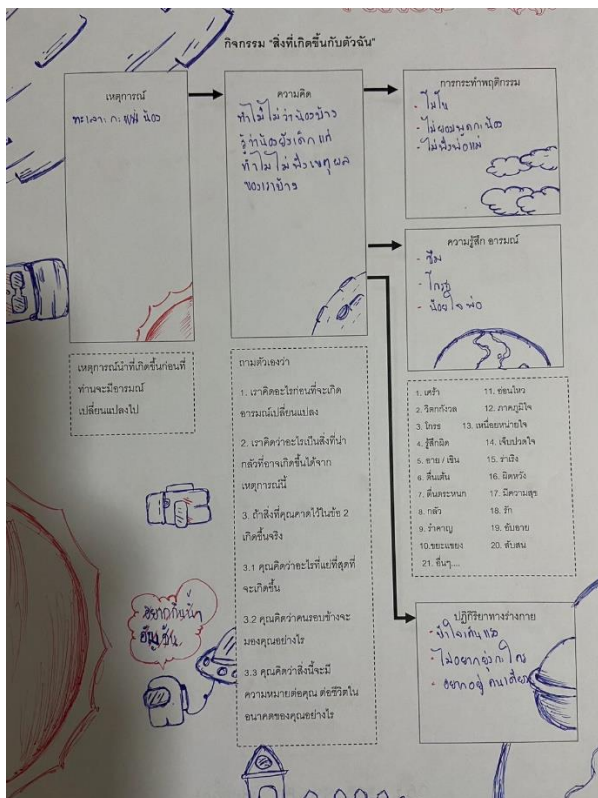 กิจกรรม "สิ่งที่เกิดขึ้นกับตัวฉัน"
เหตุการณ์
ทะเลาะกะ น้อง
เหตุการณ์นำที่เกิดขึ้นก่อนที่
ท่านจะมีอารมณ์
เปลี่ยนแปลงไป
ความคิด
ทำไมไม่ว่าน้องบ้าง
รู้ว่าน้องยังเด็กแต่
ทำไมไม่ฟังเหตุผล
ของเราบ้าง
ถามตัวเองว่า
1. เราคิดอะไรก่อนที่จะเกิด
อารมณ์เปลี่ยนแปลง
2. เราคิดว่าอะไรเป็นสิ่งที่น่า
กลัวที่อาจเกิดขึ้นได้จาก
เหตุการณ์นี้
3. ถ้าสิ่งที่คุณคาดไว้ในข้อ 2
เกิดขึ้นจริง
3.1 คุณคิดว่าอะไรที่แย่ที่สุดที่
จะเกิดขึ้น
3.2 คุณคิดว่าคนรอบข้างจะ
มองคุณอย่างไร
3.3 คุณคิดว่าสิ่งนี้จะมี
ความหมายต่อคุณ ต่อชีวิตใน
อนาคตของคุณอย่างไร
การกระทำพฤติกรรม
- ไม่ยอมพูดกะน้อง
- ไม่ฟังพ่อแม่
ความรู้สึก อารมณ์
- ซึม
- โกรธ
- น้อยใจพ่อ
1. เศร้า 11. อ่อนไหว
2. วิตกกังวล 12. ภาคภูมิใจ
3. โกรธ 13. เหนื่อยหน่ายใจ
4. รู้สึกผิด 14. เจ็บปวดใจ
5. อาย / เขิน 15. ร่าเริง
6. ตื่นเต้น 16. ผิดหวัง
7. ตื่นตระหนก 17. มีความสุข
8. กลัว 18. รัก
9. รำคาญ 19. อับอาย
10.ขยะแขยง 20. สับสน
21. อื่นๆ....
ปฏิกิริยาทางร่างกาย
- หัวใจเต้นแรง
- ไม่อยากยุ่งกะใคร
- อยากอยู่คนเดียว
อยากกินน้ำ
อัญชัน